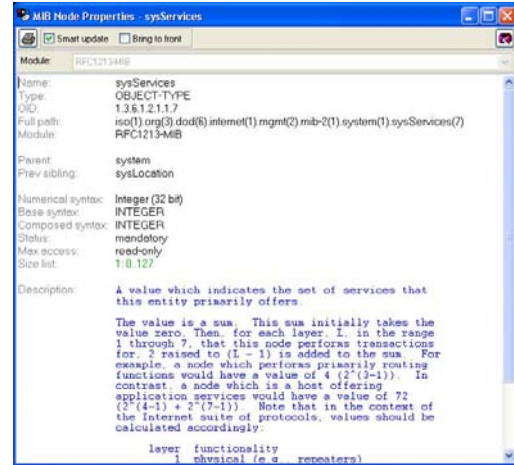 MIB Node Properties - sysServices
Smart update Bring to front
Module: RFC1213-MIB
Name: sysServices
Type: OBJECT-TYPE
OID: 1.3.6.1.2.1.1.7
Full path: iso(1).org(3).dod(6).internet(1).mgmt(2).mib-2(1).system(1).sysServices(7)
Module: RFC1213-MIB
Parent: system
Prev sibling: sysLocation
Numerical syntax: Integer (32 bit)
Base syntax: INTEGER
Composed syntax: INTEGER
Status: mandatory
Max access: read-only
Size list: 1: 0..127
Description: A value which indicates the set of services that
this entity primarily offers.
The value is a sum. This sum initially takes the
value zero, Then, for each layer, L, in the range
1 through 7, that this node performs transactions
for, 2 raised to (L - 1) is added to the sum. For
example, a node which performs primarily routing
functions would have a value of 4 (2^(3-1)). In
contrast, a node which is a host offering
application services would have a value of 72
(2^(4-1) + 2^(7-1)). Note that in the context of
the Internet suite of protocols, values should be
calculated accordingly:
layer functionality
1 physical (e.g., repeaters)